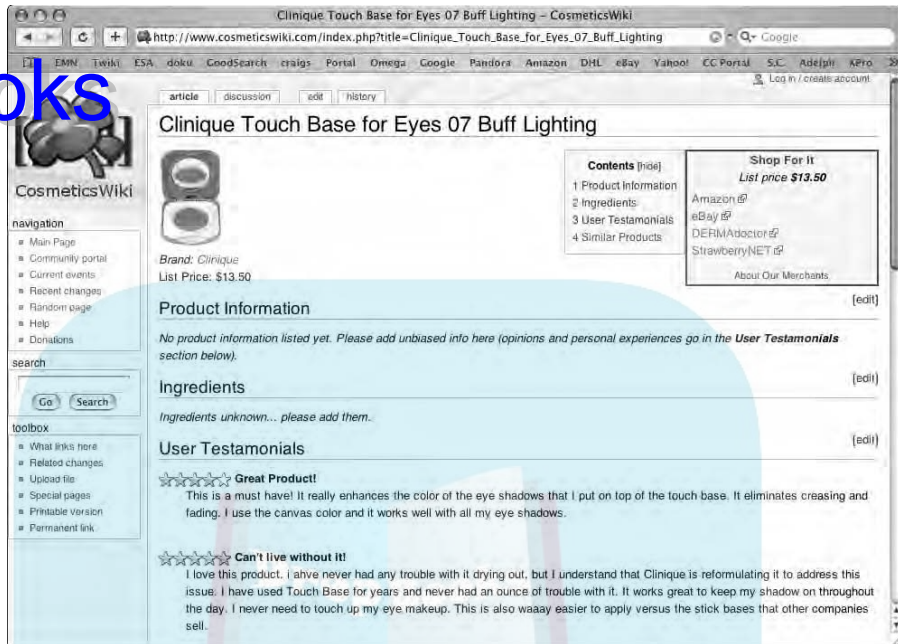 Clinique Touch Base for Eyes 07 Buff Lighting – CosmeticsWiki
http://www.cosmeticswiki.com/index.php?title=Clinique_Touch_Base_for_Eyes_07_Buff_Lighting
Google
EMN Twiki ESA doku GoodSearch craigs Portal Omega Google Pandora Amazon DHL eBay Yahoo! CC Portal S.C. Adelph KPro
Log in / create account
oks
article discussion edit history
Clinique Touch Base for Eyes 07 Buff Lighting
CosmeticsWiki
navigation
Main Page
Community portal
Current events
Recent changes
Random page
Help
Donations
search
Go Search
toolbox
What links here
Related changes
Upload file
Special pages
Printable version
Permanent link
Brand: Clinique
List Price: $13.50
Contents [hide]
1 Product Information
2 Ingredients
3 User Testamonials
4 Similar Products
Shop For It
List price $13.50
Amazon
eBay
DERMAdoctor
StrawberryNET
About Our Merchants
Product Information [edit]
No product information listed yet. Please add unbiased info here (opinions and personal experiences go in the User Testamonials
section below).
Ingredients [edit]
Ingredients unknown... please add them.
User Testamonials [edit]
Great Product!
This is a must have! It really enhances the color of the eye shadows that I put on top of the touch base. It eliminates creasing and
fading. I use the canvas color and it works well with all my eye shadows.
Can't live without it!
I love this product. i ahve never had any trouble with it drying out, but I understand that Clinique is reformulating it to address this
issue. I have used Touch Base for years and never had an ounce of trouble with it. It works great to keep my shadow on throughout
the day. I never need to touch up my eye makeup. This is also waaay easier to apply versus the stick bases that other companies
sell.